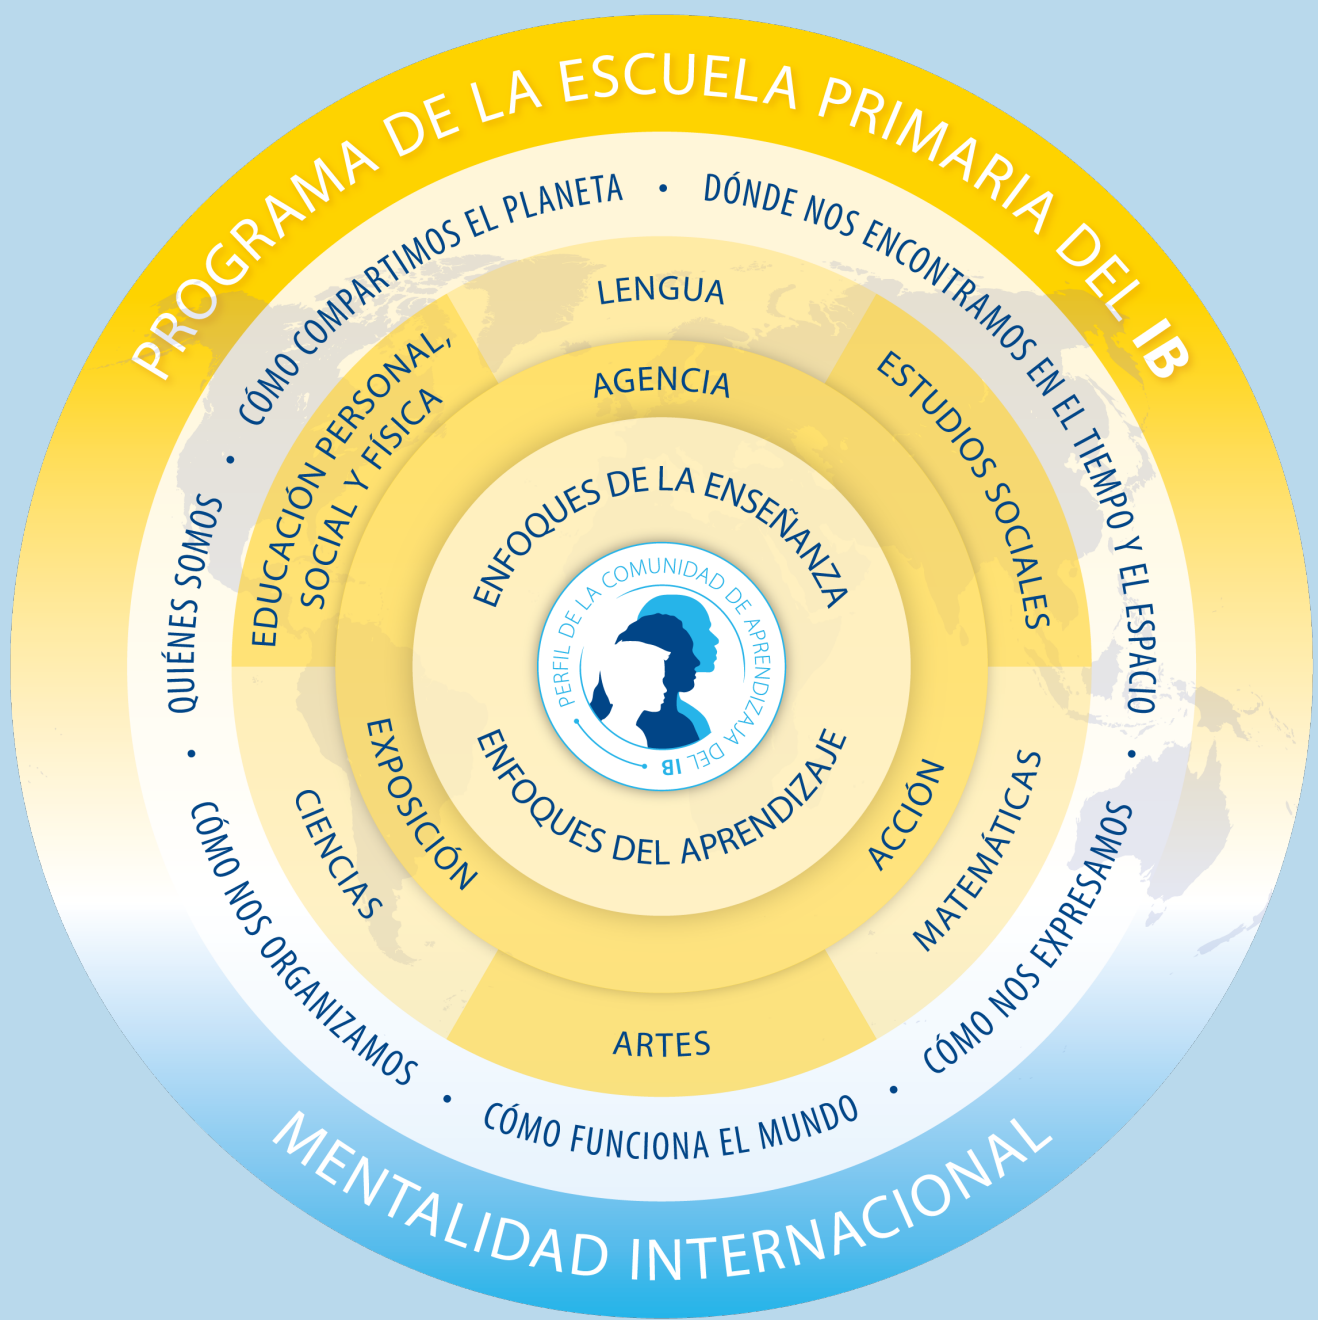 PROGRAMA DE LA ESCUELA PRIMARIA DEL IB
CÓMO COMPARTIMOS EL PLANETA
•
DÓNDE NOS ENCONTRAMOS EN EL TIEMPO Y EL ESPACIO
•
CÓMO NOS EXPRESAMOS
•
CÓMO FUNCIONA EL MUNDO
•
CÓMO NOS ORGANIZAMOS
•
QUIÉNES SOMOS
•
LENGUA
ESTUDIOS SOCIALES
MATEMÁTICAS
ARTES
CIENCIAS
EDUCACIÓN PERSONAL,
SOCIAL Y FÍSICA
AGENCIA
ACCIÓN
EXPOSICIÓN
ENFOQUES DE LA ENSEÑANZA
ENFOQUES DEL APRENDIZAJE
PERFIL DE LA COMUNIDAD DE APRENDIZAJA DEL IB
MENTALIDAD INTERNACIONAL